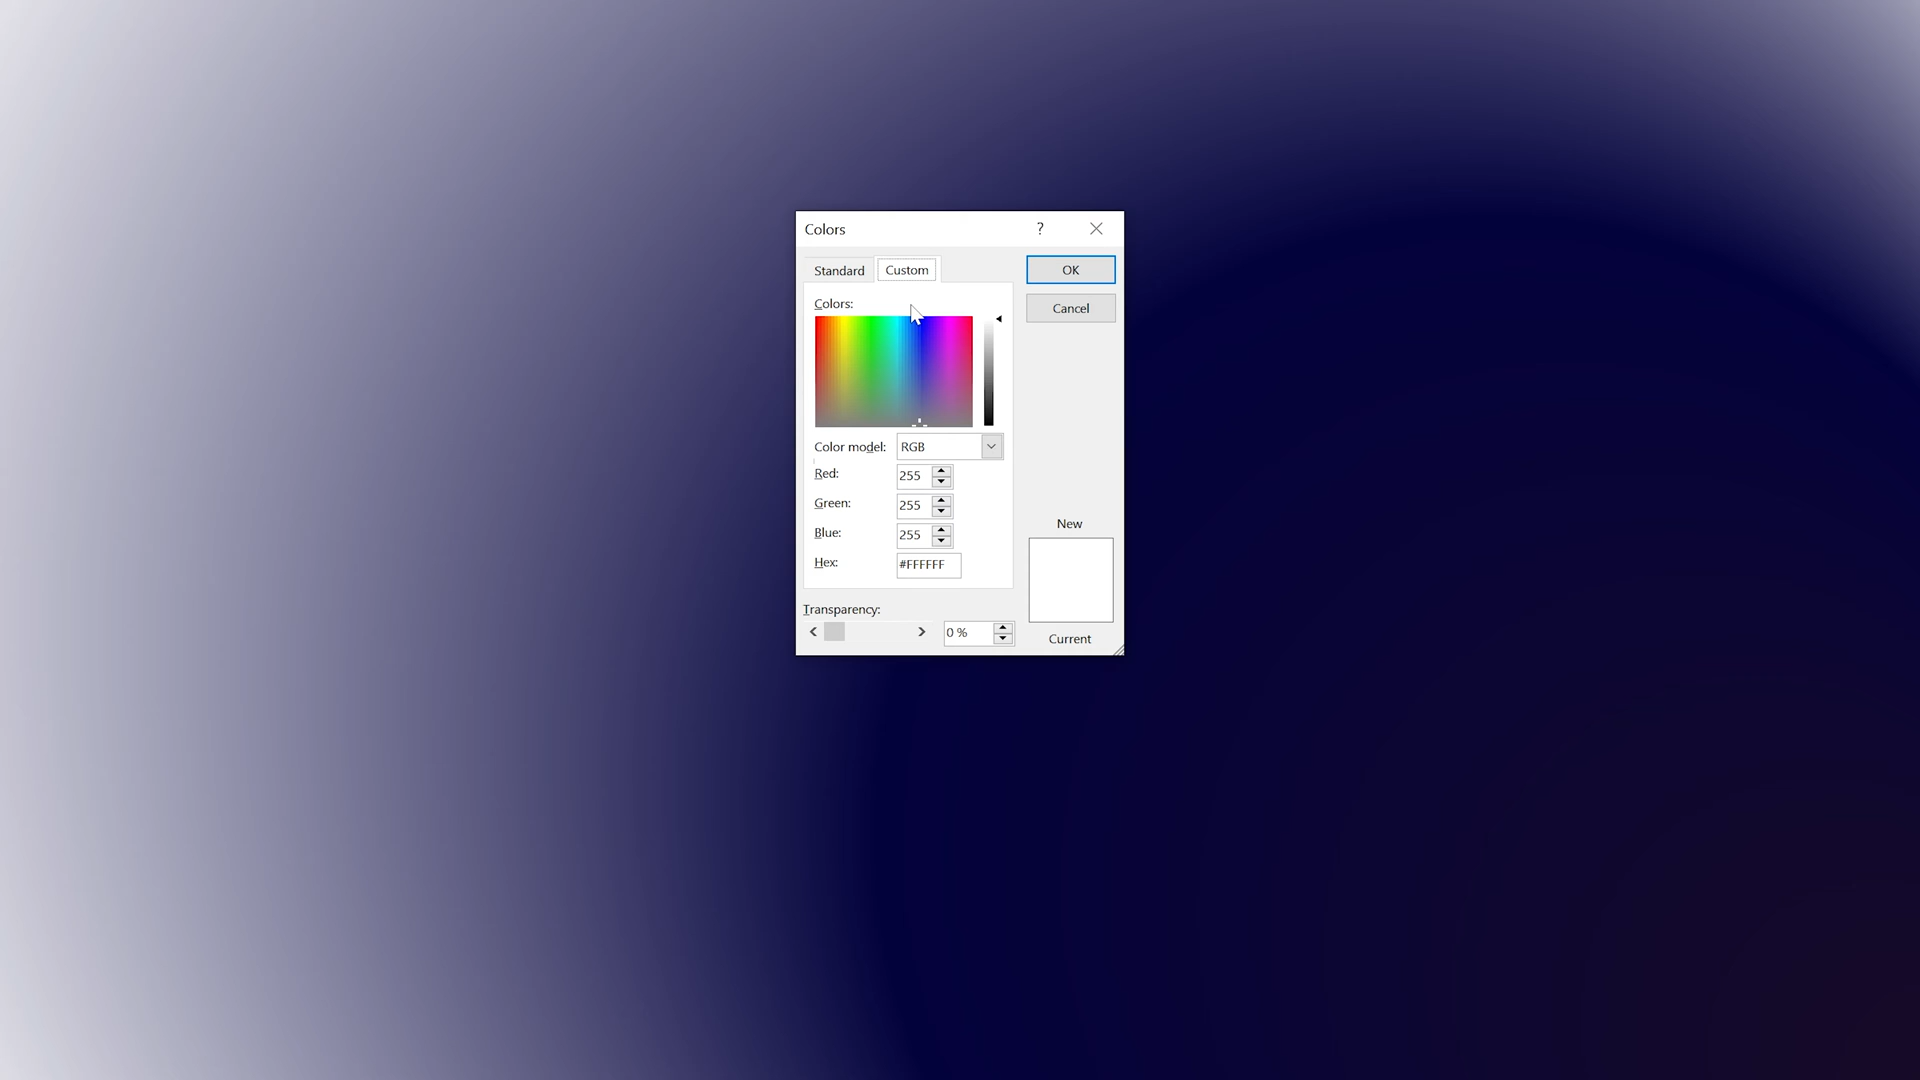 Colors ?
Standard Custom OK
Colors: Cancel
Color model: RGB
Red: 255
Green: 255
Blue: 255
Hex: #FFFFFF
New
Transparency:
0 %
Current